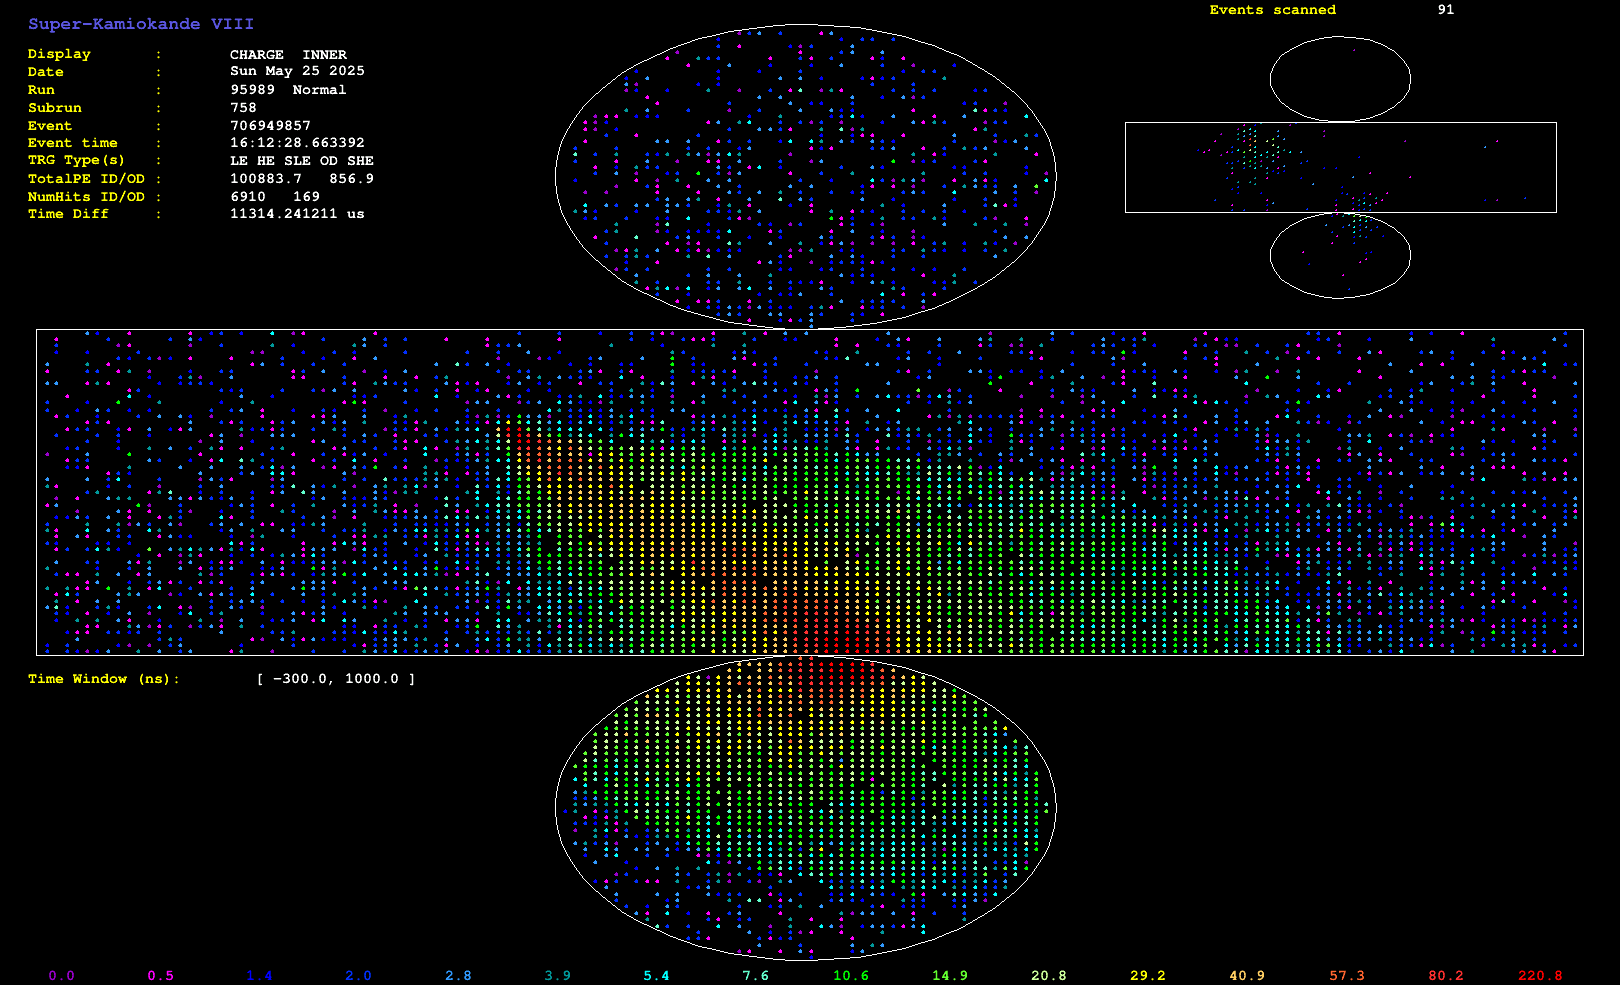 Super-Kamiokande VIII
Events scanned 91
Display : CHARGE INNER
Date : Sun May 25 2025
Run : 95989 Normal
Subrun : 758
Event : 706949857
Event time : 16:12:28.663392
TRG Type(s) : LE HE SLE OD SHE
TotalPE ID/OD : 100883.7 856.9
NumHits ID/OD : 6910 169
Time Diff : 11314.241211 us
Time Window (ns): [ -300.0, 1000.0 ]
0.0 0.5 1.4 2.0 2.8 3.9 5.4 7.6 10.6 14.9 20.8 29.2 40.9 57.3 80.2 220.8